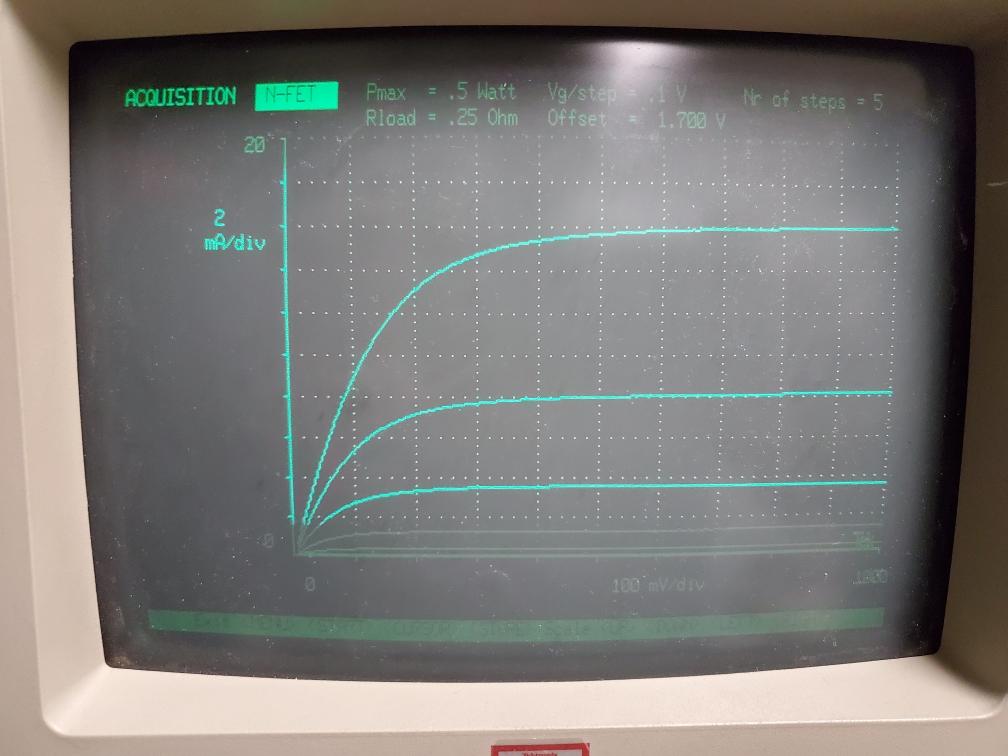 ACQUISITION N-FET Pmax = .5 Watt Vg/step = .1 V Nr of steps = 5
Rload = .25 Ohm Offset = 1.700 V
20
2
mA/div
0
0 100 mV/div 1000
Tektronix